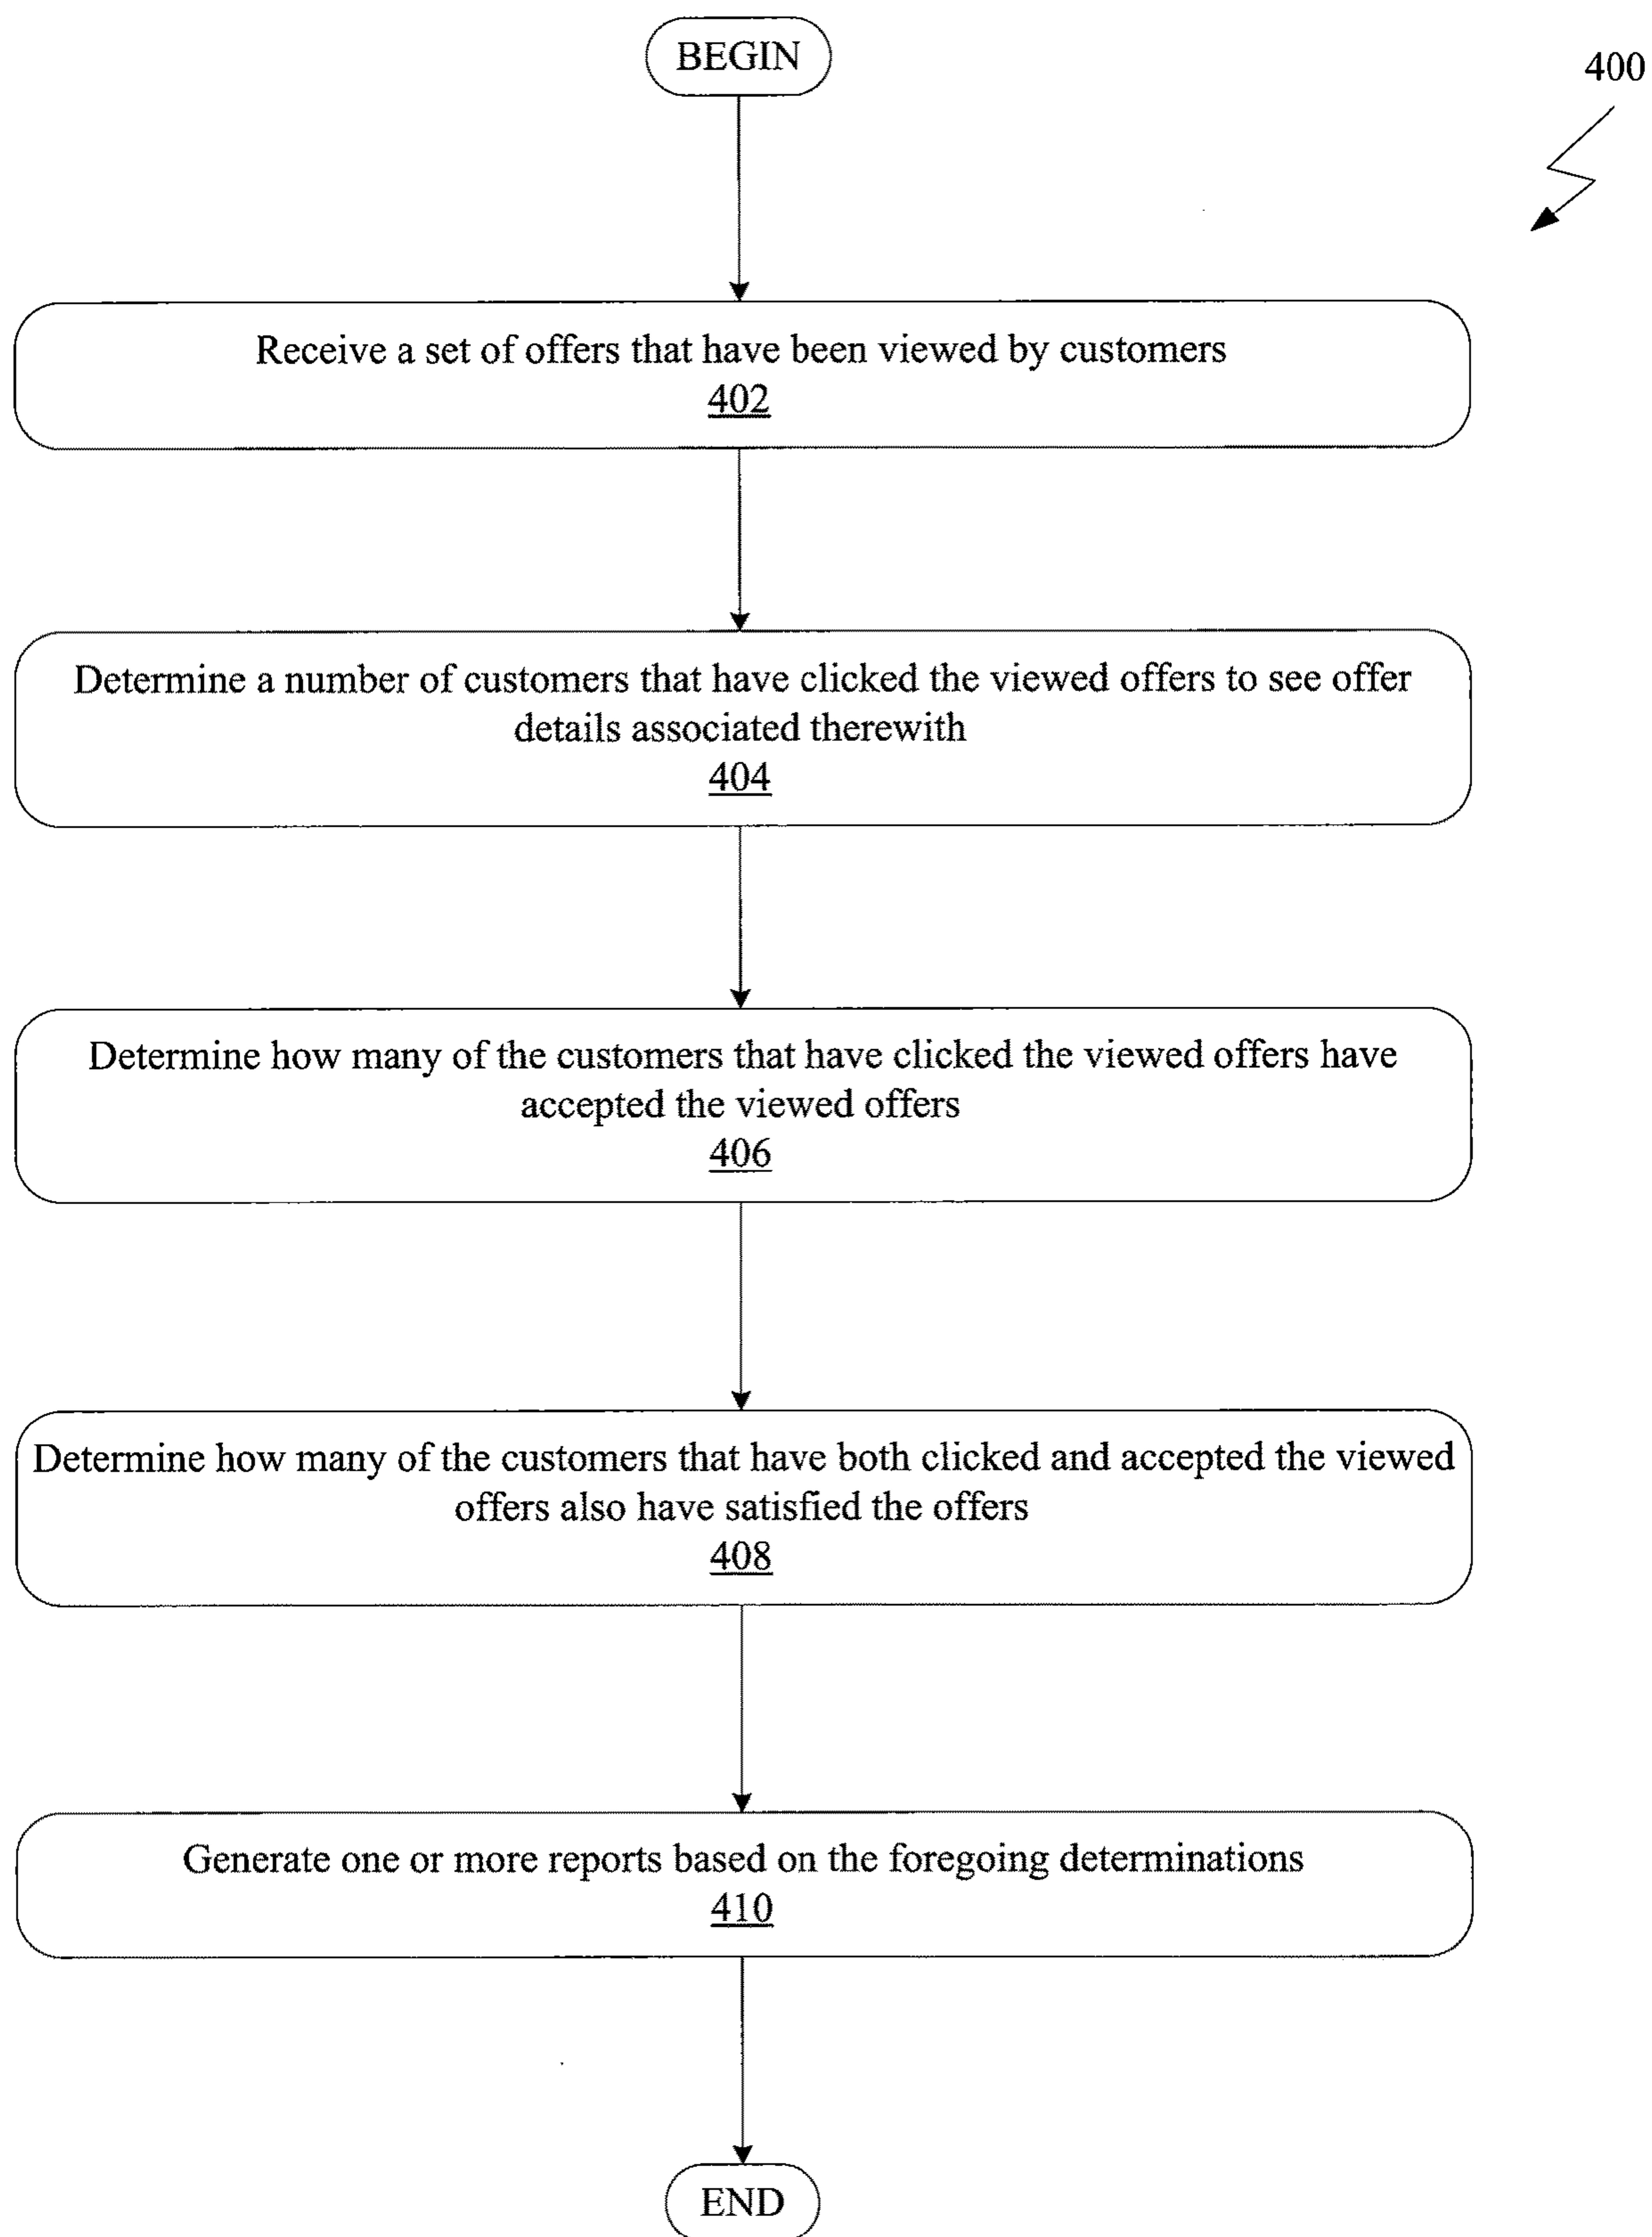 BEGIN
400
Receive a set of offers that have been viewed by customers
402
Determine a number of customers that have clicked the viewed offers to see offer
details associated therewith
404
Determine how many of the customers that have clicked the viewed offers have
accepted the viewed offers
406
Determine how many of the customers that have both clicked and accepted the viewed
offers also have satisfied the offers
408
Generate one or more reports based on the foregoing determinations
410
END